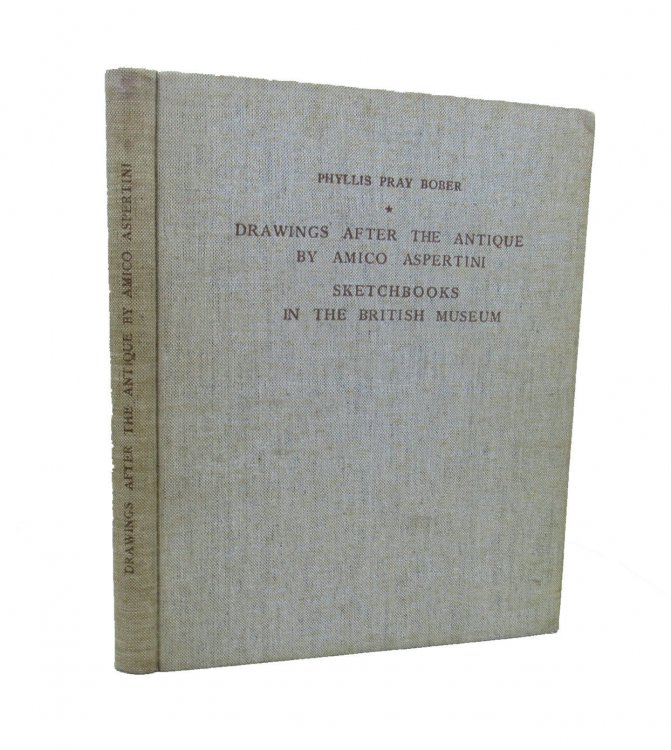 DRAWINGS AFTER THE ANTIQUE BY AMICO ASPERTINI
PHYLLIS PRAY BOBER
★
DRAWINGS AFTER THE ANTIQUE
BY AMICO ASPERTINI
SKETCHBOOKS
IN THE BRITISH MUSEUM